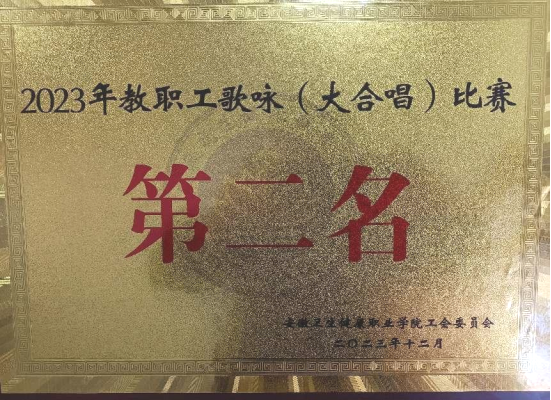 2023年教职工歌咏（大合唱）比赛
第二名
安徽卫生健康职业学院工会委员会
二〇二三年十二月